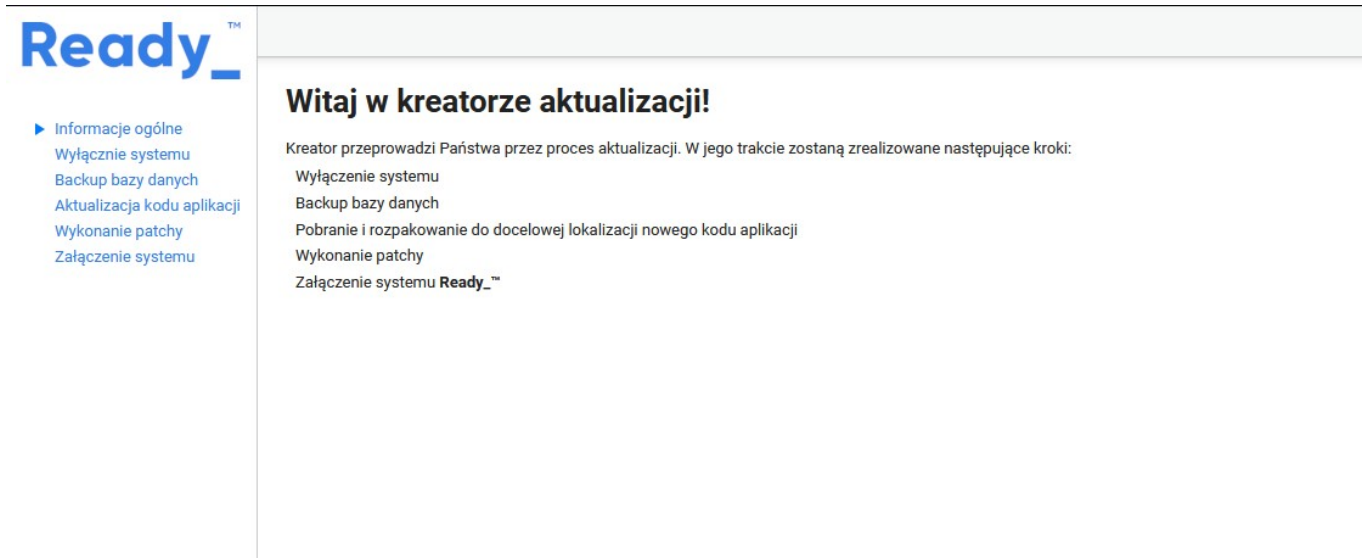 Ready_™
Informacje ogólne
Wyłącznie systemu
Backup bazy danych
Aktualizacja kodu aplikacji
Wykonanie patchy
Załączenie systemu
Witaj w kreatorze aktualizacji!
Kreator przeprowadzi Państwa przez proces aktualizacji. W jego trakcie zostaną zrealizowane następujące kroki:
Wyłączenie systemu
Backup bazy danych
Pobranie i rozpakowanie do docelowej lokalizacji nowego kodu aplikacji
Wykonanie patchy
Załączenie systemu Ready_™